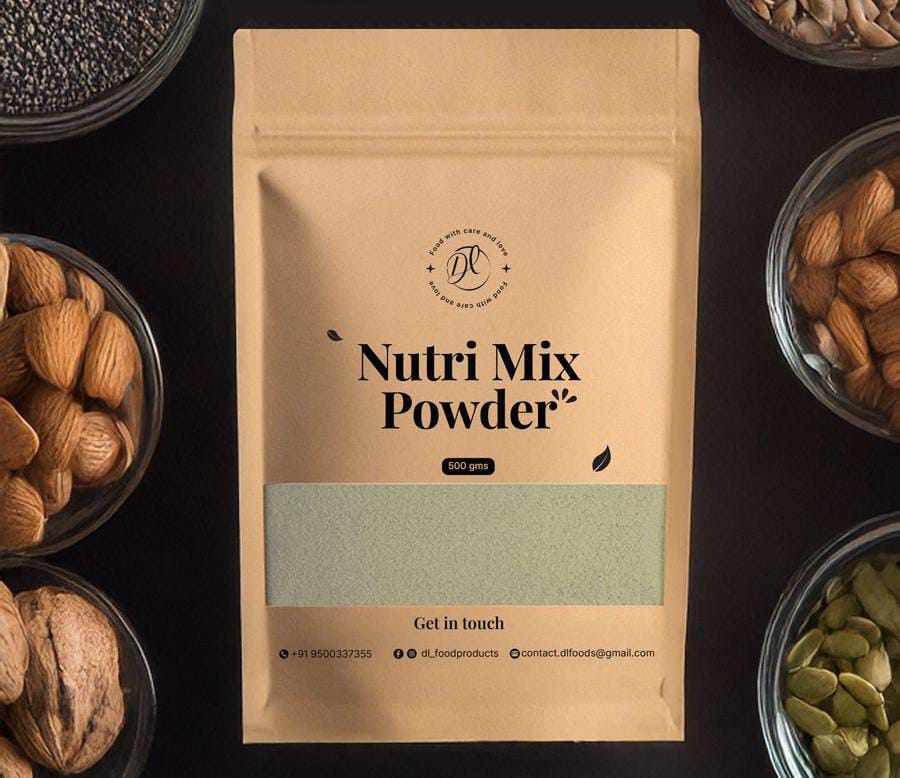 Food with care and love
Dl
Food with care and love
Nutri Mix
Powder
500 gms
Get in touch
+91 9500337355 dl_foodproducts contact.dlfoods@gmail.com